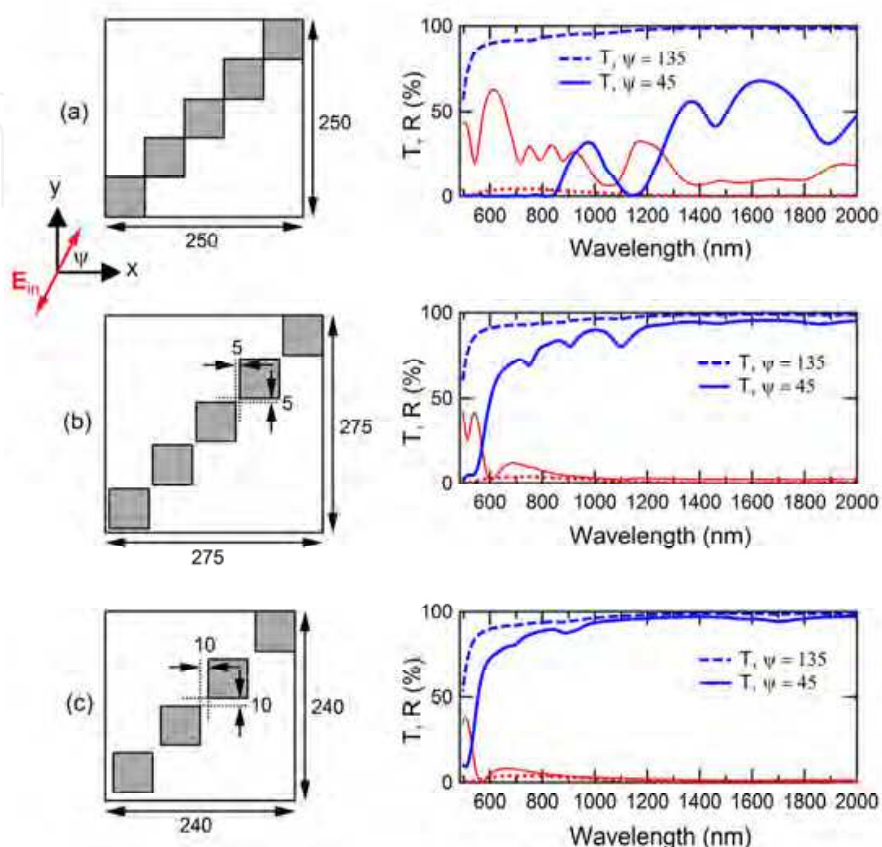 (a)
250
250
y
x
ψ
E_in
T, R (%)
100
50
0
T, ψ = 135
T, ψ = 45
600 800 1000 1200 1400 1600 1800 2000
Wavelength (nm)
(b)
5
5
275
275
T, R (%)
100
50
0
T, ψ = 135
T, ψ = 45
600 800 1000 1200 1400 1600 1800 2000
Wavelength (nm)
(c)
10
10
240
240
T, R (%)
100
50
0
T, ψ = 135
T, ψ = 45
600 800 1000 1200 1400 1600 1800 2000
Wavelength (nm)